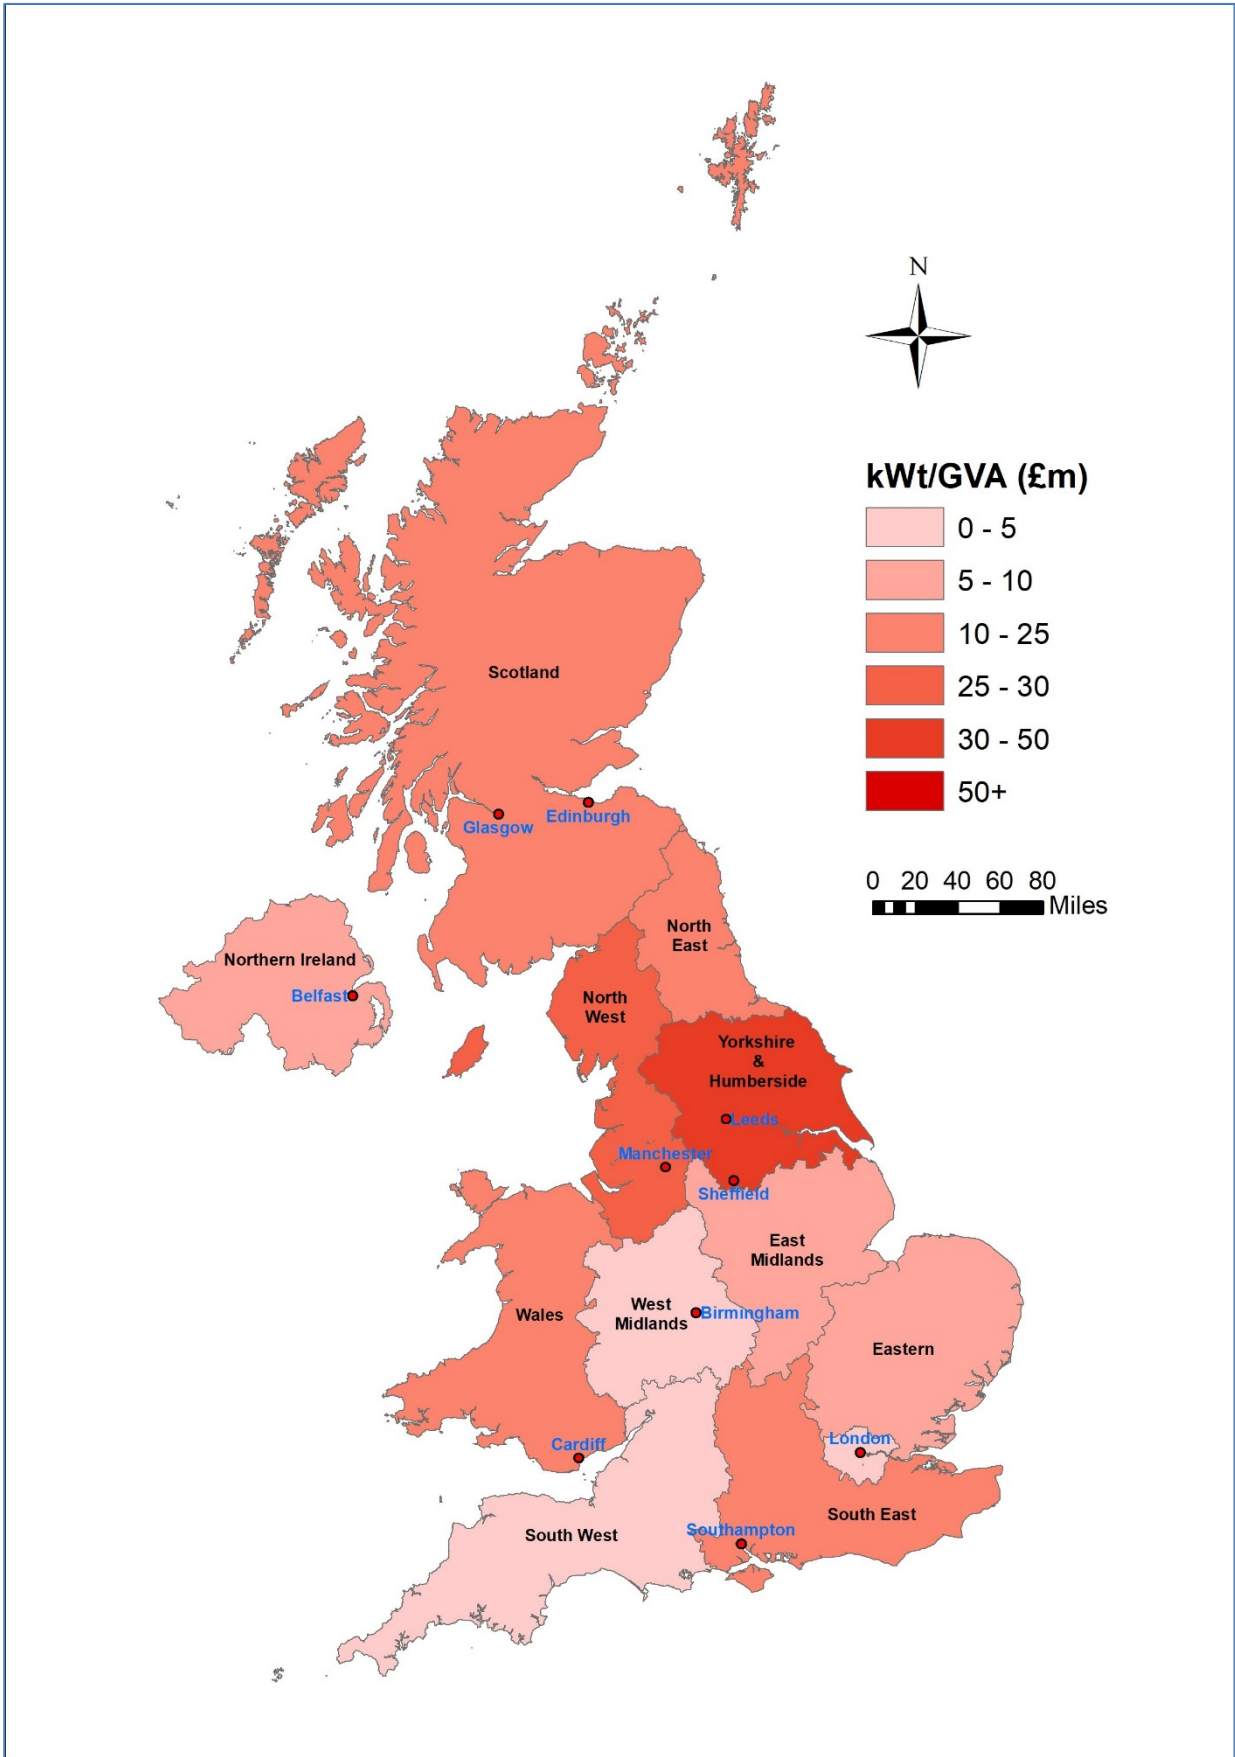 N
kWt/GVA (£m)
0 - 5
5 - 10
10 - 25
25 - 30
30 - 50
50+
0 20 40 60 80
Miles
Scotland
Glasgow
Edinburgh
North
East
Northern Ireland
Belfast
North
West
Yorkshire
&
Humberside
Leeds
Manchester
Sheffield
East
Midlands
Wales
West
Midlands
Birmingham
Eastern
Cardiff
London
South East
Southampton
South West